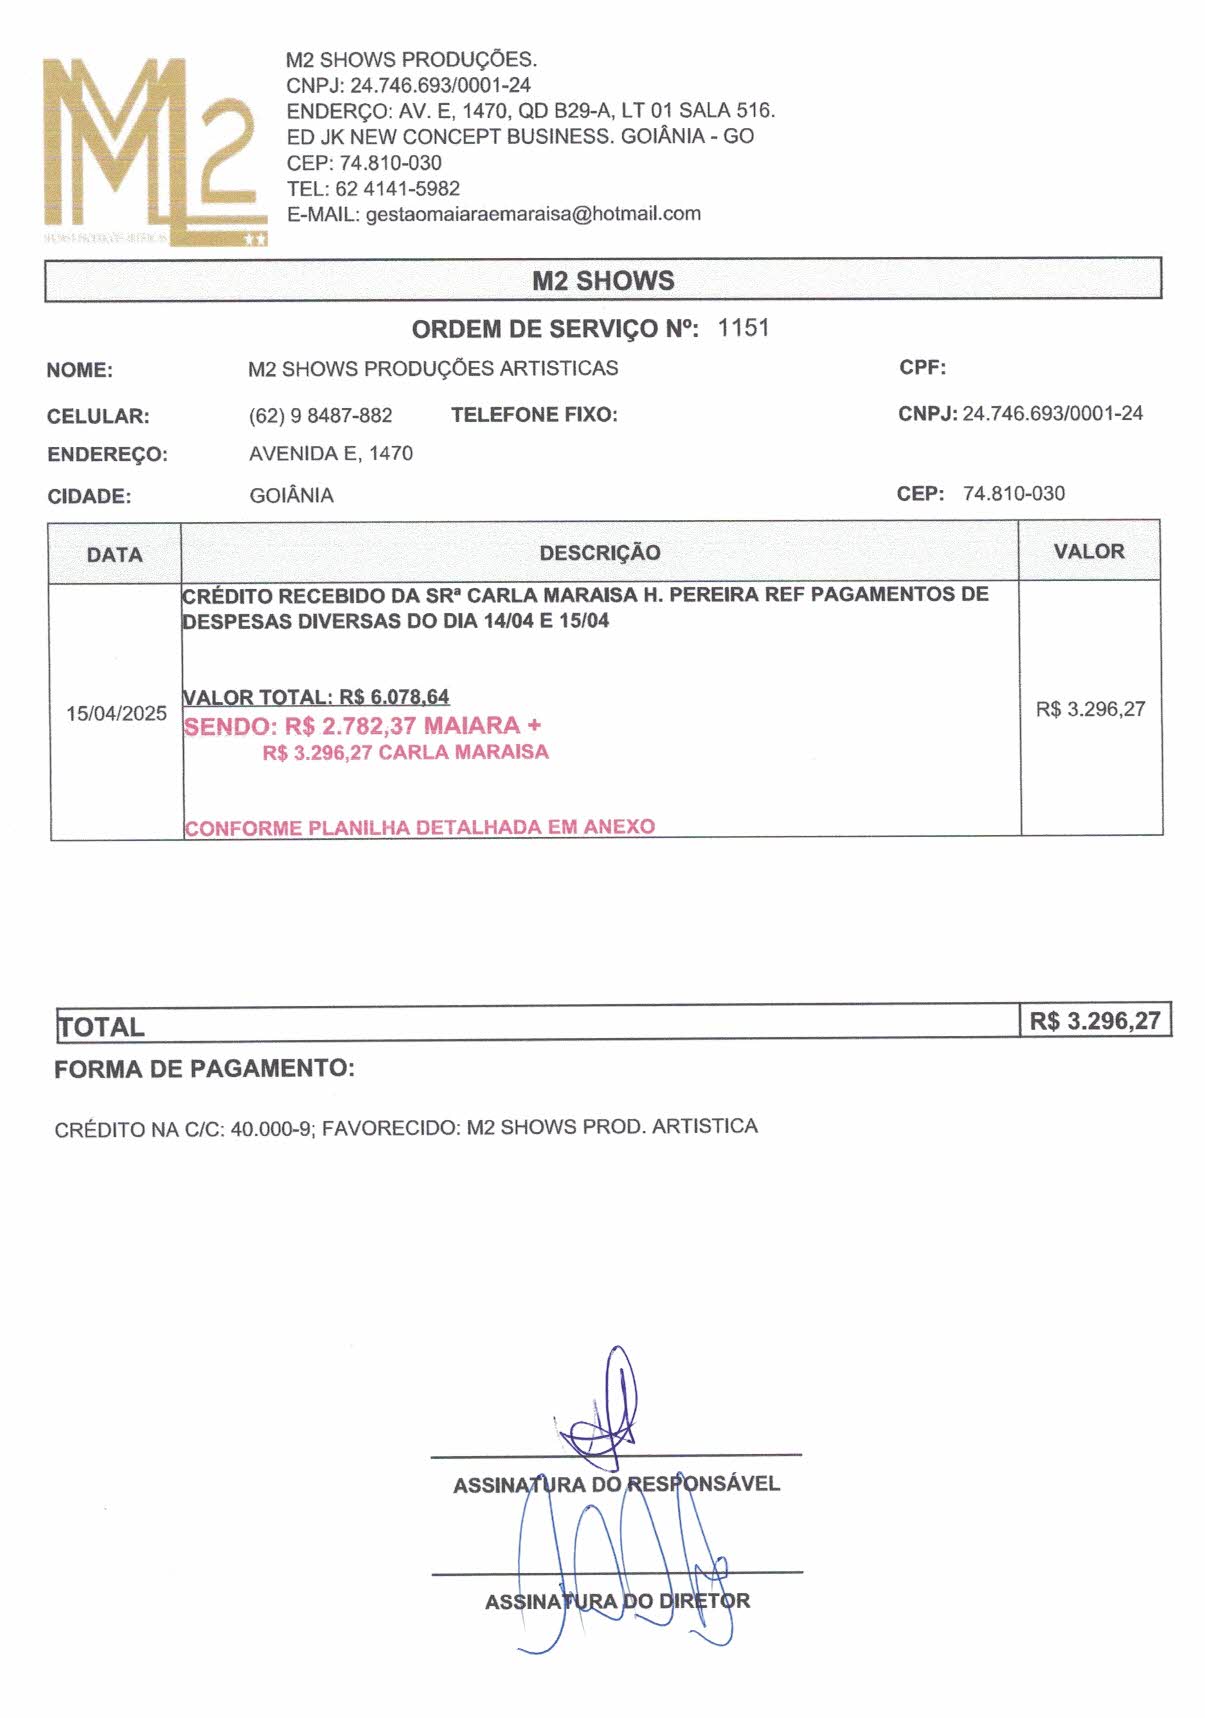 M2
M2 SHOWS PRODUÇÕES.
CNPJ: 24.746.693/0001-24
ENDERÇO: AV. E, 1470, QD B29-A, LT 01 SALA 516.
ED JK NEW CONCEPT BUSINESS. GOIÂNIA - GO
CEP: 74.810-030
TEL: 62 4141-5982
E-MAIL: gestaomaiaraemaraisa@hotmail.com
M2 SHOWS
ORDEM DE SERVIÇO Nº: 1151
NOME: M2 SHOWS PRODUÇÕES ARTISTICAS CPF:
CELULAR: (62) 9 8487-882 TELEFONE FIXO: CNPJ: 24.746.693/0001-24
ENDEREÇO: AVENIDA E, 1470
CIDADE: GOIÂNIA CEP: 74.810-030
DATA DESCRIÇÃO VALOR
CRÉDITO RECEBIDO DA SRª CARLA MARAISA H. PEREIRA REF PAGAMENTOS DE
DESPESAS DIVERSAS DO DIA 14/04 E 15/04
VALOR TOTAL: R$ 6.078,64
15/04/2025 R$ 3.296,27
SENDO: R$ 2.782,37 MAIARA +
R$ 3.296,27 CARLA MARAISA
CONFORME PLANILHA DETALHADA EM ANEXO
TOTAL R$ 3.296,27
FORMA DE PAGAMENTO:
CRÉDITO NA C/C: 40.000-9; FAVORECIDO: M2 SHOWS PROD. ARTISTICA
ASSINATURA DO RESPONSÁVEL
ASSINATURA DO DIRETOR